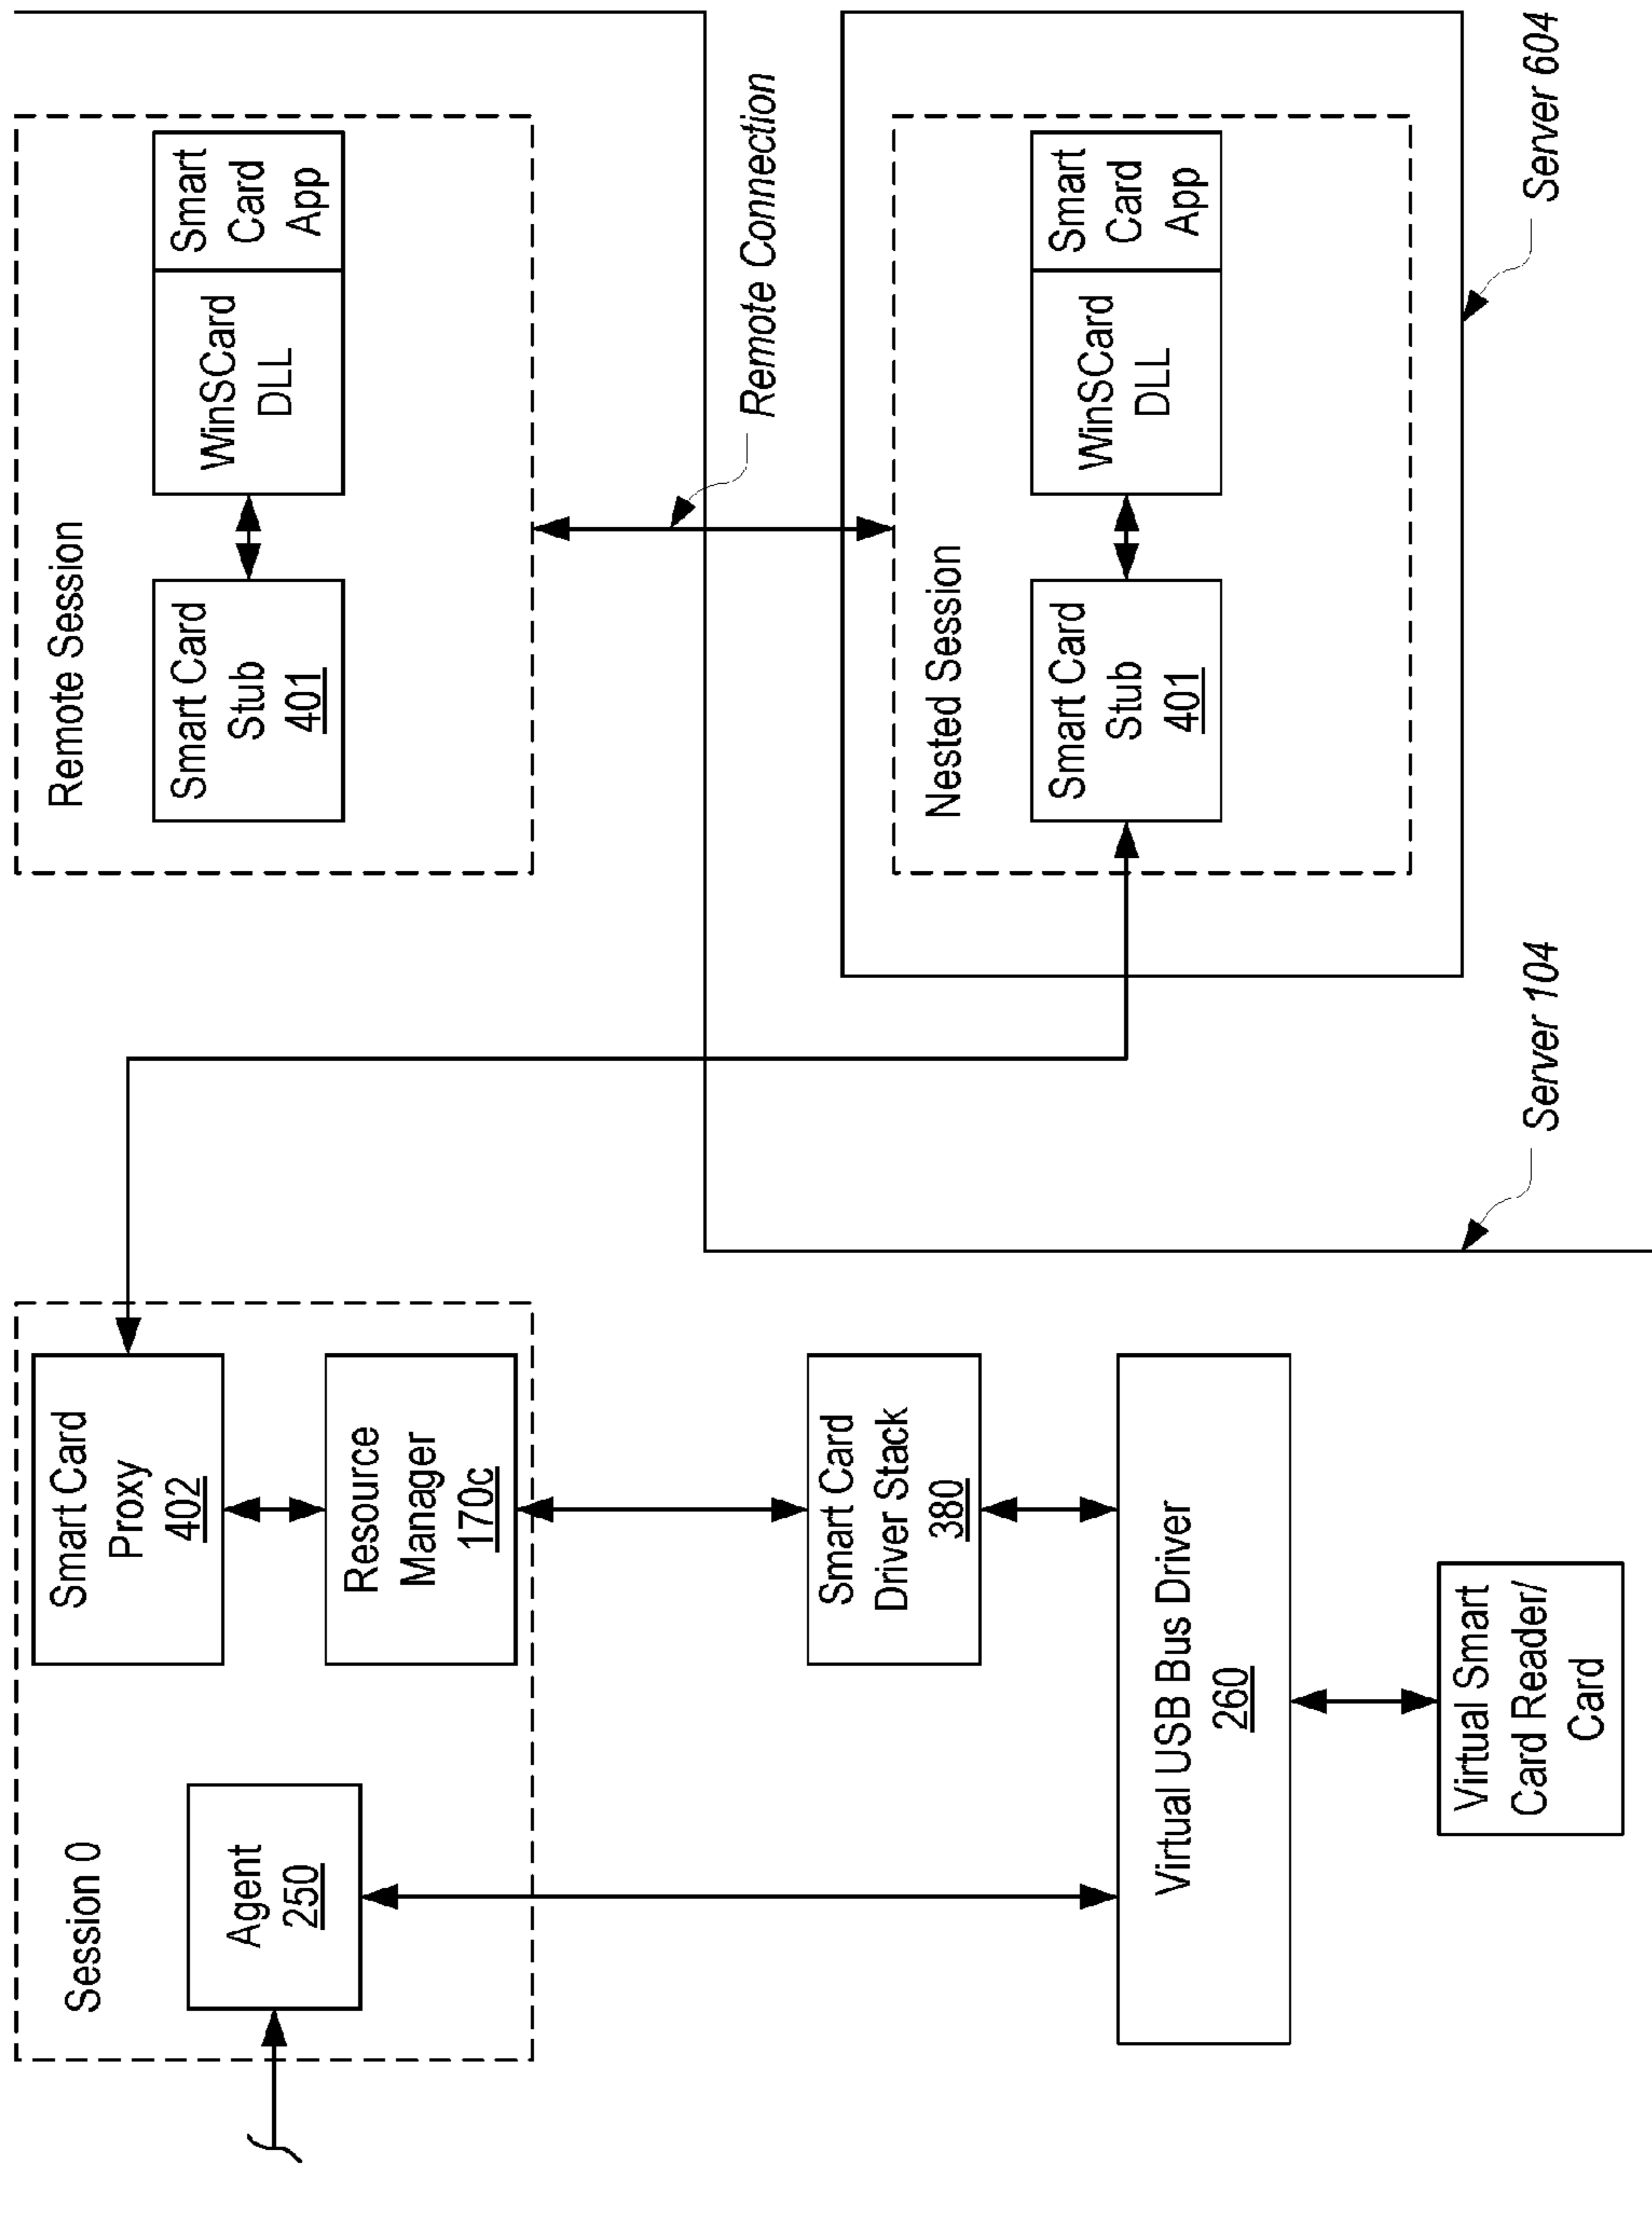 Session 0
Agent
250
Smart Card
Proxy
402
Resource
Manager
170c
Smart Card
Driver Stack
380
Virtual USB Bus Driver
260
Virtual Smart
Card Reader/
Card
Remote Session
Smart Card
Stub
401
WinSCard
DLL
Smart
Card
App
Remote Connection
Nested Session
Smart Card
Stub
401
WinSCard
DLL
Smart
Card
App
Server 104
Server 604